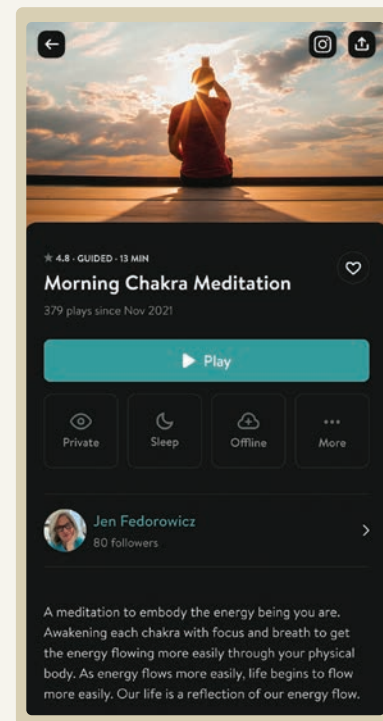 ★ 4.8 · GUIDED · 13 MIN
Morning Chakra Meditation
379 plays since Nov 2021
Play
Private Sleep Offline More
Jen Fedorowicz
80 followers
A meditation to embody the energy being you are.
Awakening each chakra with focus and breath to get
the energy flowing more easily through your physical
body. As energy flows more easily, life begins to flow
more easily. Our life is a reflection of our energy flow.